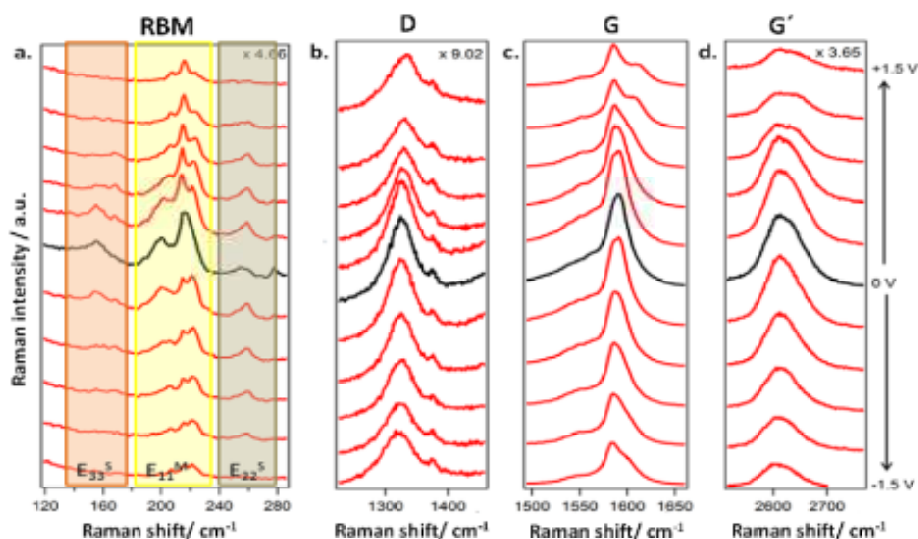 RBM
D
G
G´
a.
x 4.66
b.
x 9.02
c.
d.
x 3.65
+1.5 V
0 V
-1.5 V
Raman intensity / a.u.
E₃₃ˢ
E₁₁ᴹ
E₂₂ˢ
120 160 200 240 280
1300 1400
1500 1550 1600 1650
2600 2700
Raman shift/ cm⁻¹
Raman shift/ cm⁻¹
Raman shift/ cm⁻¹
Raman shift/ cm⁻¹